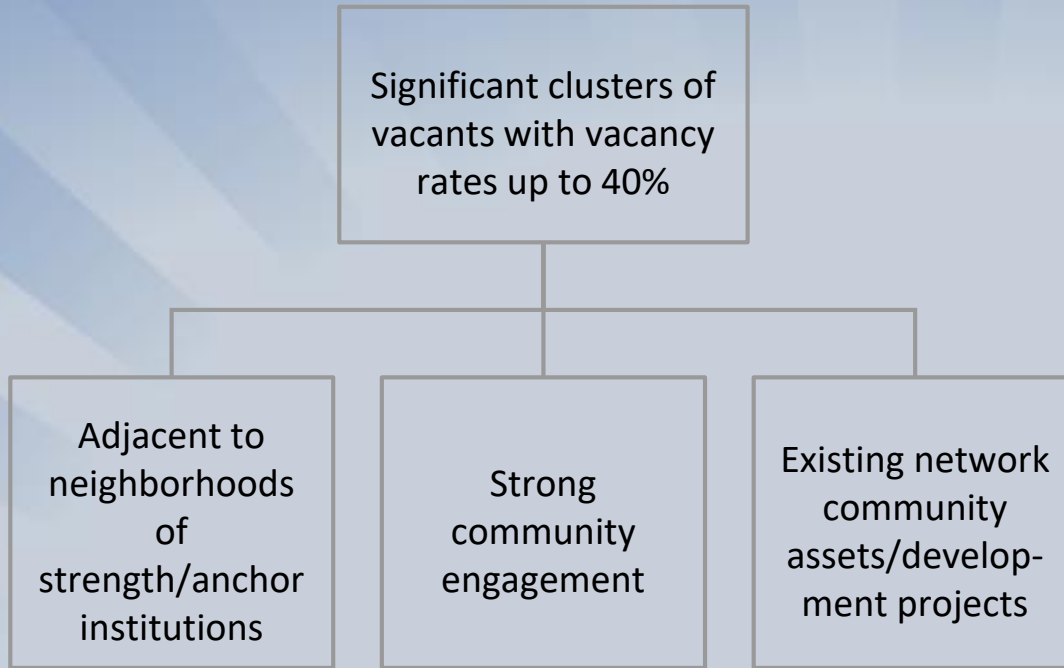 Significant clusters of
vacants with vacancy
rates up to 40%
Adjacent to
neighborhoods
of
strength/anchor
institutions
Strong
community
engagement
Existing network
community
assets/develop-
ment projects